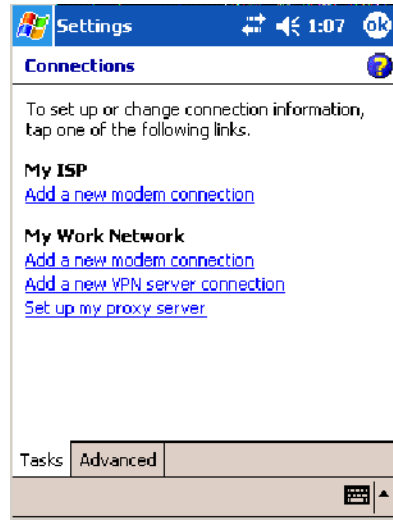 Settings 1:07 ok
Connections ?
To set up or change connection information,
tap one of the following links.
My ISP
Add a new modem connection
My Work Network
Add a new modem connection
Add a new VPN server connection
Set up my proxy server
Tasks Advanced